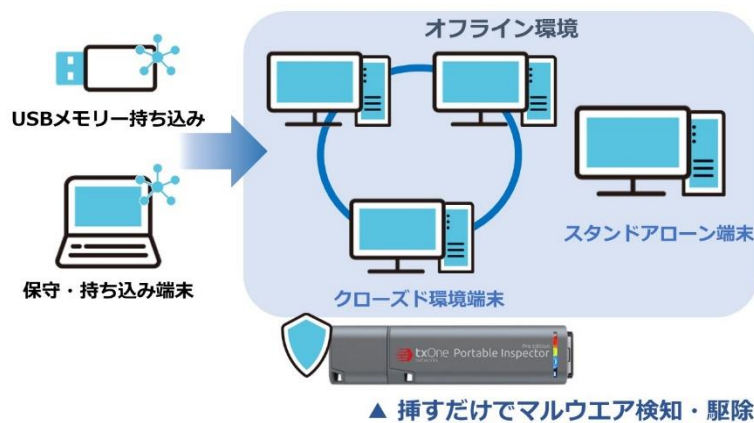 オフライン環境
USBメモリー持ち込み
保守・持ち込み端末
スタンドアローン端末
クローズド環境端末
txOne Portable Inspector
NETWORKS
Pro Edition
▲ 挿すだけでマルウエア検知・駆除